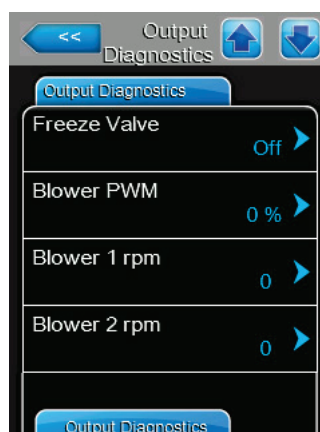 << Output
Diagnostics
Output Diagnostics
Freeze Valve
Off
Blower PWM
0 %
Blower 1 rpm
0
Blower 2 rpm
0
Output Diagnostics